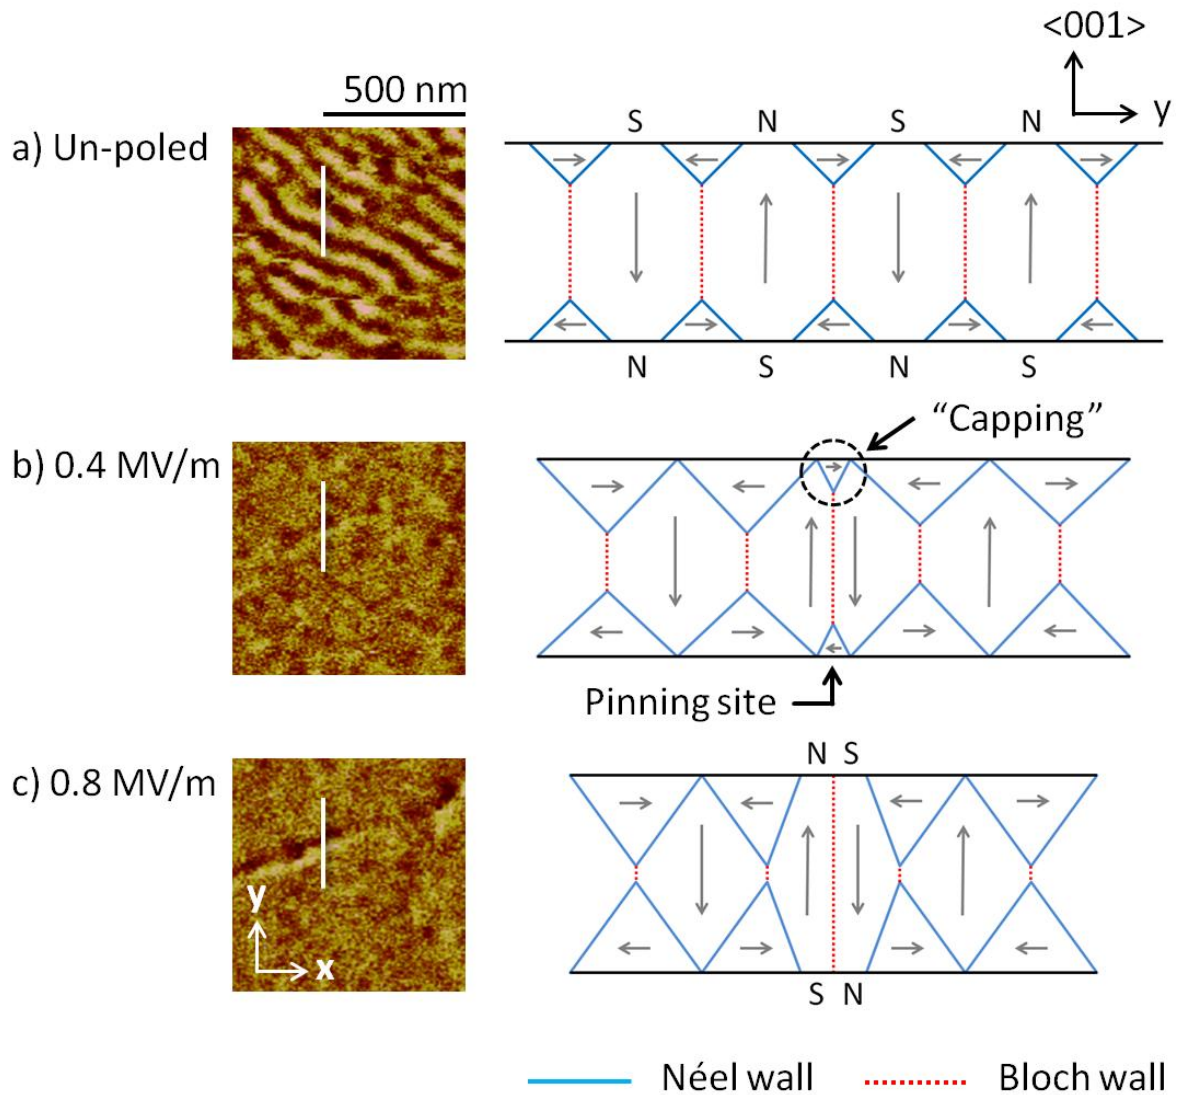 <001>
500 nm
y
a) Un-poled
S N S N
N S N S
"Capping"
b) 0.4 MV/m
Pinning site
N S
c) 0.8 MV/m
y
x
S N
Néel wall
Bloch wall